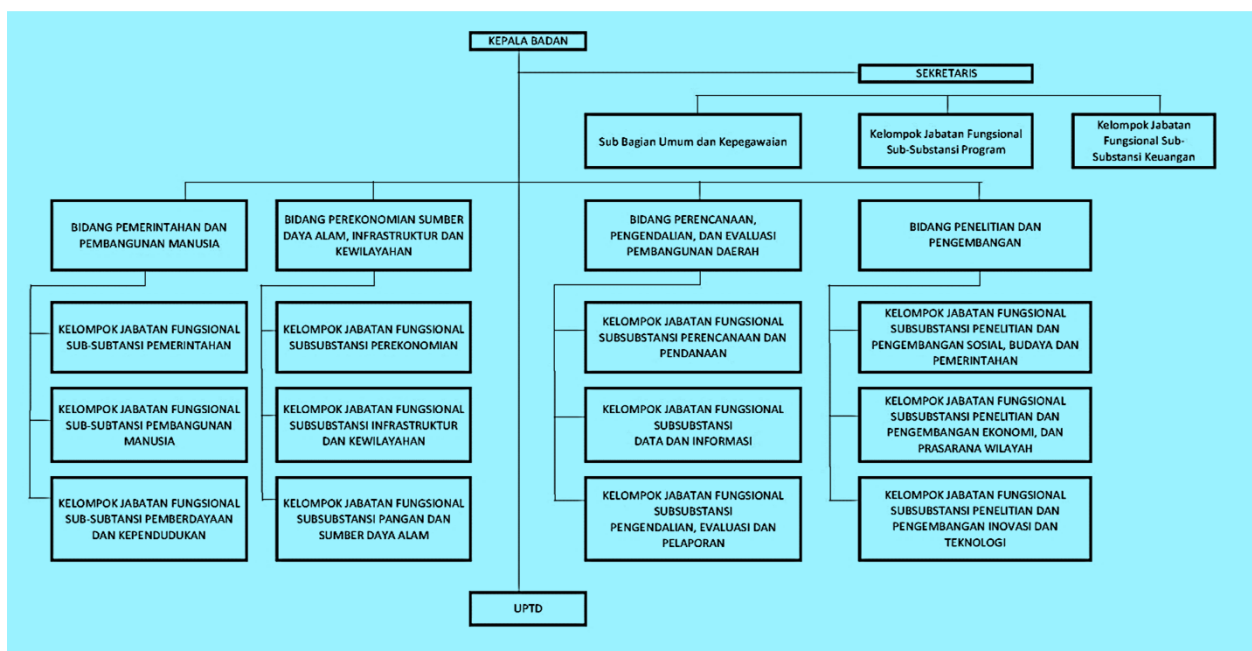 KEPALA BADAN
SEKRETARIS
Sub Bagian Umum dan Kepegawaian
Kelompok Jabatan Fungsional
Sub-Substansi Program
Kelompok Jabatan
Fungsional Sub-
Substansi Keuangan
BIDANG PEMERINTAHAN DAN
PEMBANGUNAN MANUSIA
BIDANG PEREKONOMIAN SUMBER
DAYA ALAM, INFRASTRUKTUR DAN
KEWILAYAHAN
BIDANG PERENCANAAN,
PENGENDALIAN, DAN EVALUASI
PEMBANGUNAN DAERAH
BIDANG PENELITIAN DAN
PENGEMBANGAN
KELOMPOK JABATAN FUNGSIONAL
SUB-SUBTANSI PEMERINTAHAN
KELOMPOK JABATAN FUNGSIONAL
SUBSUBSTANSI PEREKONOMIAN
KELOMPOK JABATAN FUNGSIONAL
SUBSUBSTANSI PERENCANAAN DAN
PENDANAAN
KELOMPOK JABATAN FUNGSIONAL
SUBSUBSTANSI PENELITIAN DAN
PENGEMBANGAN SOSIAL, BUDAYA DAN
PEMERINTAHAN
KELOMPOK JABATAN FUNGSIONAL
SUB-SUBTANSI PEMBANGUNAN
MANUSIA
KELOMPOK JABATAN FUNGSIONAL
SUBSUBSTANSI INFRASTRUKTUR
DAN KEWILAYAHAN
KELOMPOK JABATAN FUNGSIONAL
SUBSUBSTANSI
DATA DAN INFORMASI
KELOMPOK JABATAN FUNGSIONAL
SUBSUBSTANSI PENELITIAN DAN
PENGEMBANGAN EKONOMI, DAN
PRASARANA WILAYAH
KELOMPOK JABATAN FUNGSIONAL
SUB-SUBTANSI PEMBERDAYAAN
DAN KEPENDUDUKAN
KELOMPOK JABATAN FUNGSIONAL
SUBSUBSTANSI PANGAN DAN
SUMBER DAYA ALAM
KELOMPOK JABATAN FUNGSIONAL
SUBSUBSTANSI
PENGENDALIAN, EVALUASI DAN
PELAPORAN
KELOMPOK JABATAN FUNGSIONAL
SUBSUBSTANSI PENELITIAN DAN
PENGEMBANGAN INOVASI DAN
TEKNOLOGI
UPTD